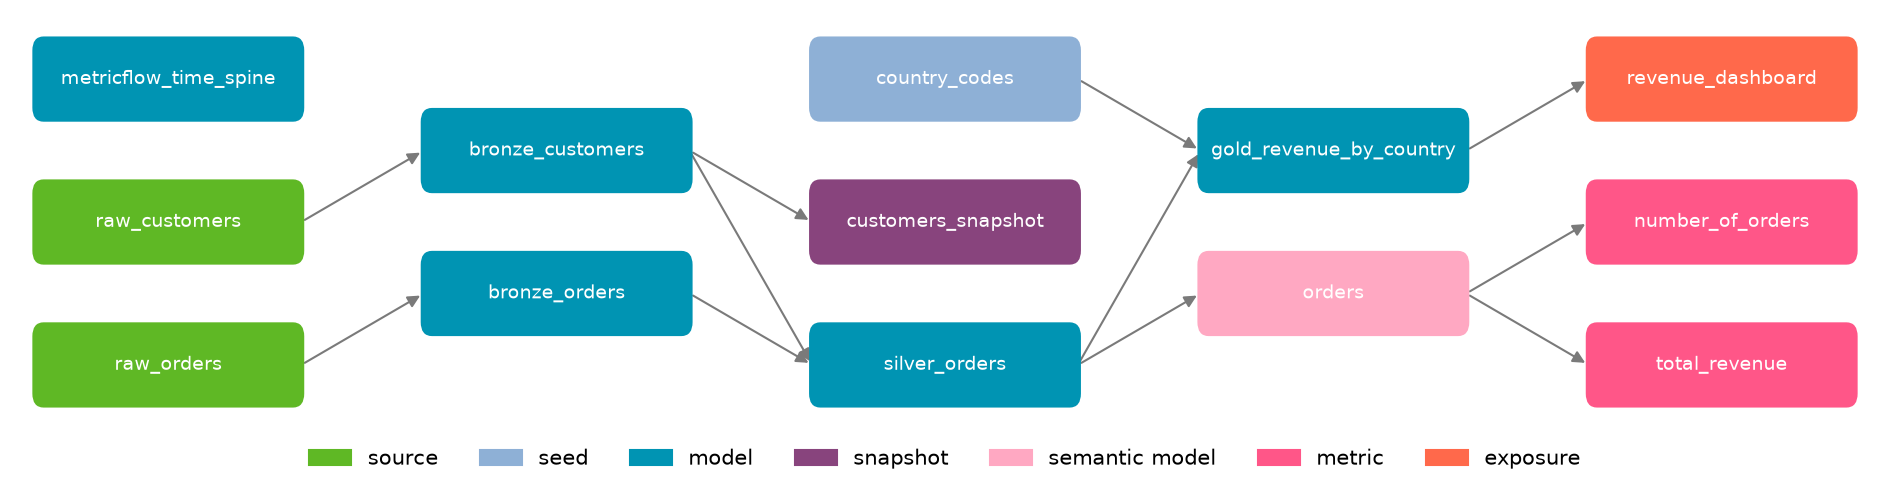 metricflow_time_spine
country_codes
revenue_dashboard
bronze_customers
gold_revenue_by_country
raw_customers
customers_snapshot
number_of_orders
bronze_orders
orders
raw_orders
silver_orders
total_revenue
source seed model snapshot semantic model metric exposure